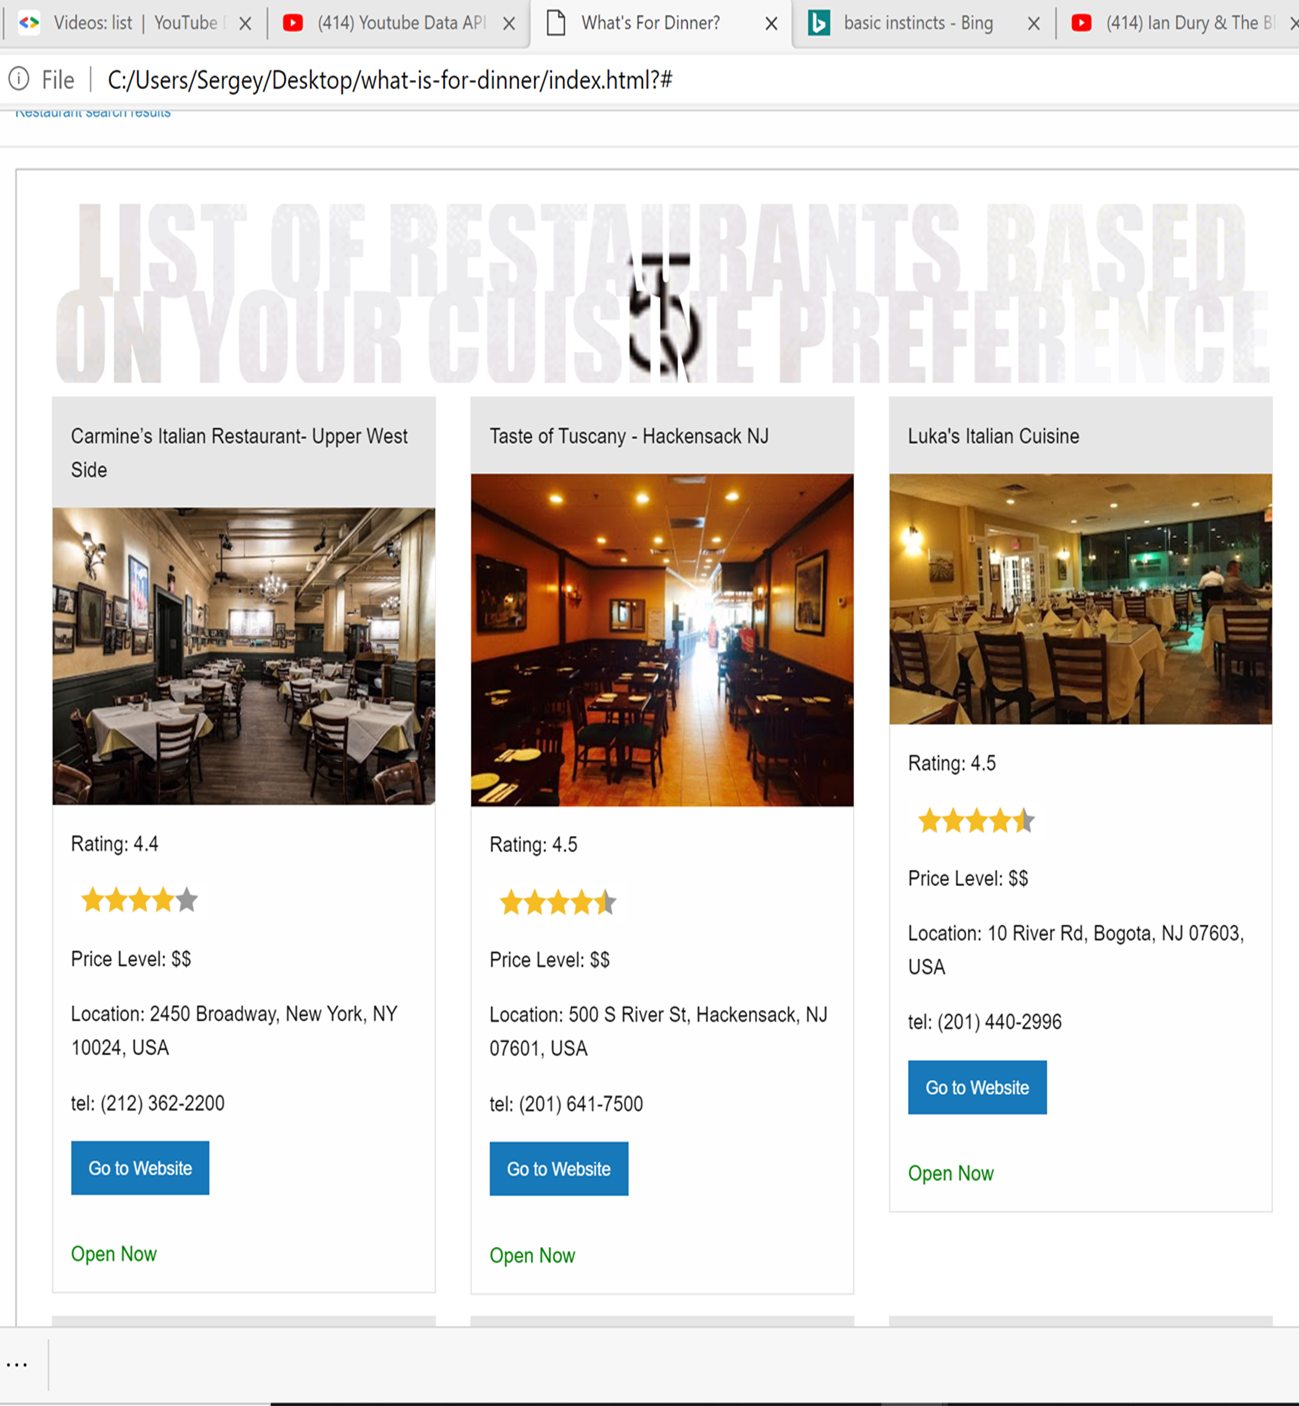 Videos: list | YouTube
(414) Youtube Data API
What's For Dinner?
basic instincts - Bing
(414) Ian Dury & The Bl
File
C:/Users/Sergey/Desktop/what-is-for-dinner/index.html?#
Restaurant search results
LIST OF RESTAURANTS BASED
ON YOUR CUISINE PREFERENCE
Carmine’s Italian Restaurant- Upper West
Side
Rating: 4.4
Price Level: $$
Location: 2450 Broadway, New York, NY
10024, USA
tel: (212) 362-2200
Go to Website
Open Now
Taste of Tuscany - Hackensack NJ
Rating: 4.5
Price Level: $$
Location: 500 S River St, Hackensack, NJ
07601, USA
tel: (201) 641-7500
Go to Website
Open Now
Luka's Italian Cuisine
Rating: 4.5
Price Level: $$
Location: 10 River Rd, Bogota, NJ 07603,
USA
tel: (201) 440-2996
Go to Website
Open Now